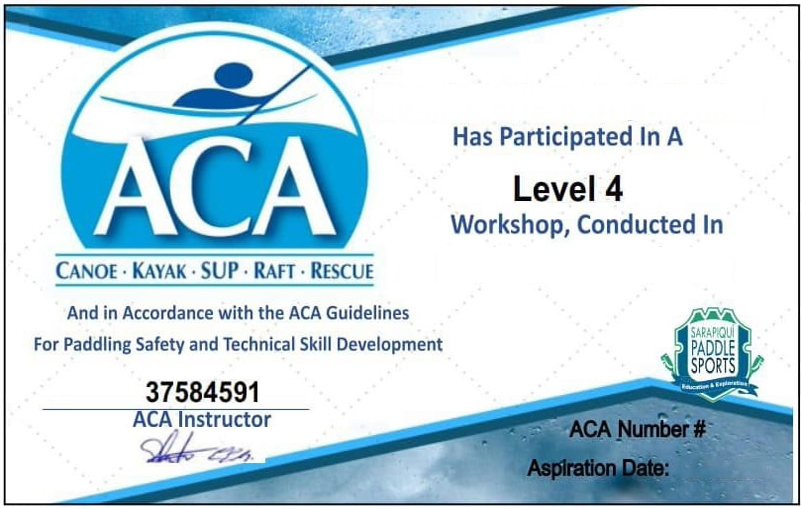 ACA
CANOE · KAYAK · SUP · RAFT · RESCUE
Has Participated In A
Level 4
Workshop, Conducted In
And in Accordance with the ACA Guidelines
For Paddling Safety and Technical Skill Development
37584591
ACA Instructor
SARAPIQUÍ
PADDLE
SPORTS
Education & Exploration
ACA Number #
Aspiration Date: